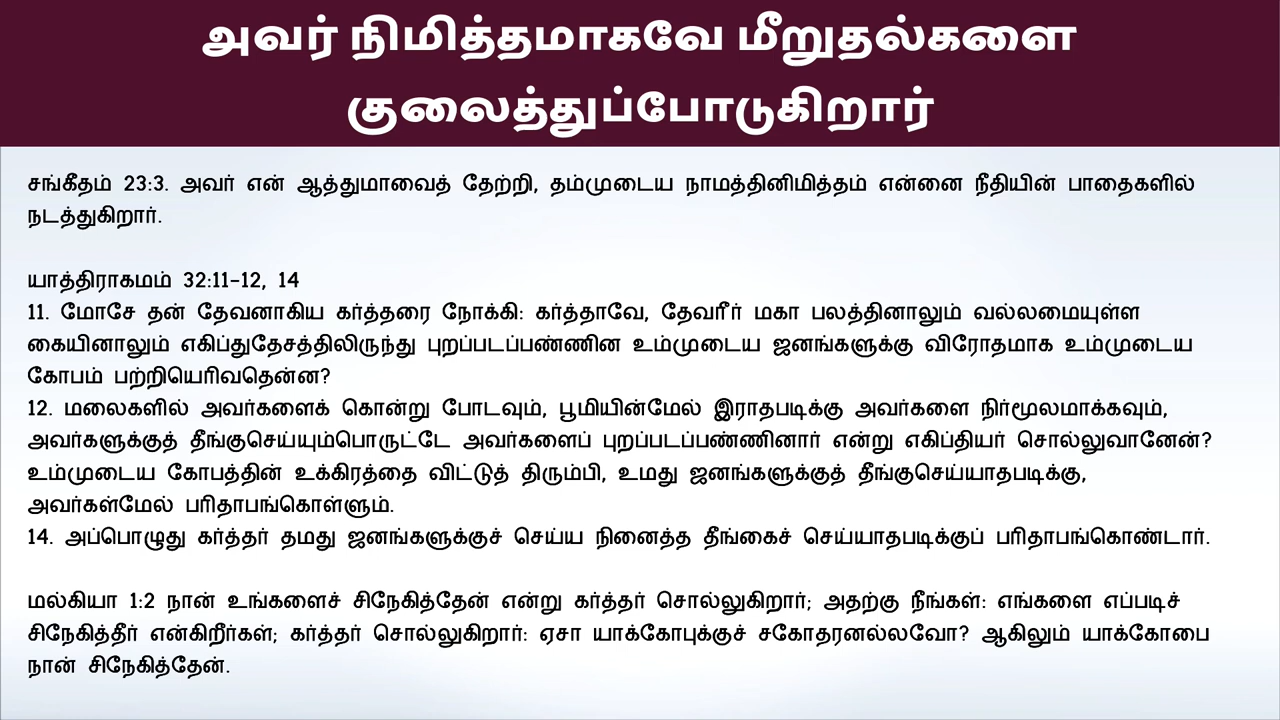 அவர் நிமித்தமாகவே மீறுதல்களை
குலைத்துப்போடுகிறார்
சங்கீதம் 23:3. அவர் என் ஆத்துமாவைத் தேற்றி, தம்முடைய நாமத்தினிமித்தம் என்னை நீதியின் பாதைகளில்
நடத்துகிறார்.
யாத்திராகமம் 32:11-12, 14
11. மோசே தன் தேவனாகிய கர்த்தரை நோக்கி: கர்த்தாவே, தேவரீர் மகா பலத்தினாலும் வல்லமையுள்ள
கையினாலும் எகிப்துதேசத்திலிருந்து புறப்படப்பண்ணின உம்முடைய ஜனங்களுக்கு விரோதமாக உம்முடைய
கோபம் பற்றியெரிவதென்ன?
12. மலைகளில் அவர்களைக் கொன்று போடவும், பூமியின்மேல் இராதபடிக்கு அவர்களை நிர்மூலமாக்கவும்,
அவர்களுக்குத் தீங்குசெய்யும்பொருட்டே அவர்களைப் புறப்படப்பண்ணினார் என்று எகிப்தியர் சொல்லுவானேன்?
உம்முடைய கோபத்தின் உக்கிரத்தை விட்டுத் திரும்பி, உமது ஜனங்களுக்குத் தீங்குசெய்யாதபடிக்கு,
அவர்கள்மேல் பரிதாபங்கொள்ளும்.
14. அப்பொழுது கர்த்தர் தமது ஜனங்களுக்குச் செய்ய நினைத்த தீங்கைச் செய்யாதபடிக்குப் பரிதாபங்கொண்டார்.
மல்கியா 1:2 நான் உங்களைச் சிநேகித்தேன் என்று கர்த்தர் சொல்லுகிறார்; அதற்கு நீங்கள்: எங்களை எப்படிச்
சிநேகித்தீர் என்கிறீர்கள்; கர்த்தர் சொல்லுகிறார்: ஏசா யாக்கோபுக்குச் சகோதரனல்லவோ? ஆகிலும் யாக்கோபை
நான் சிநேகித்தேன்.